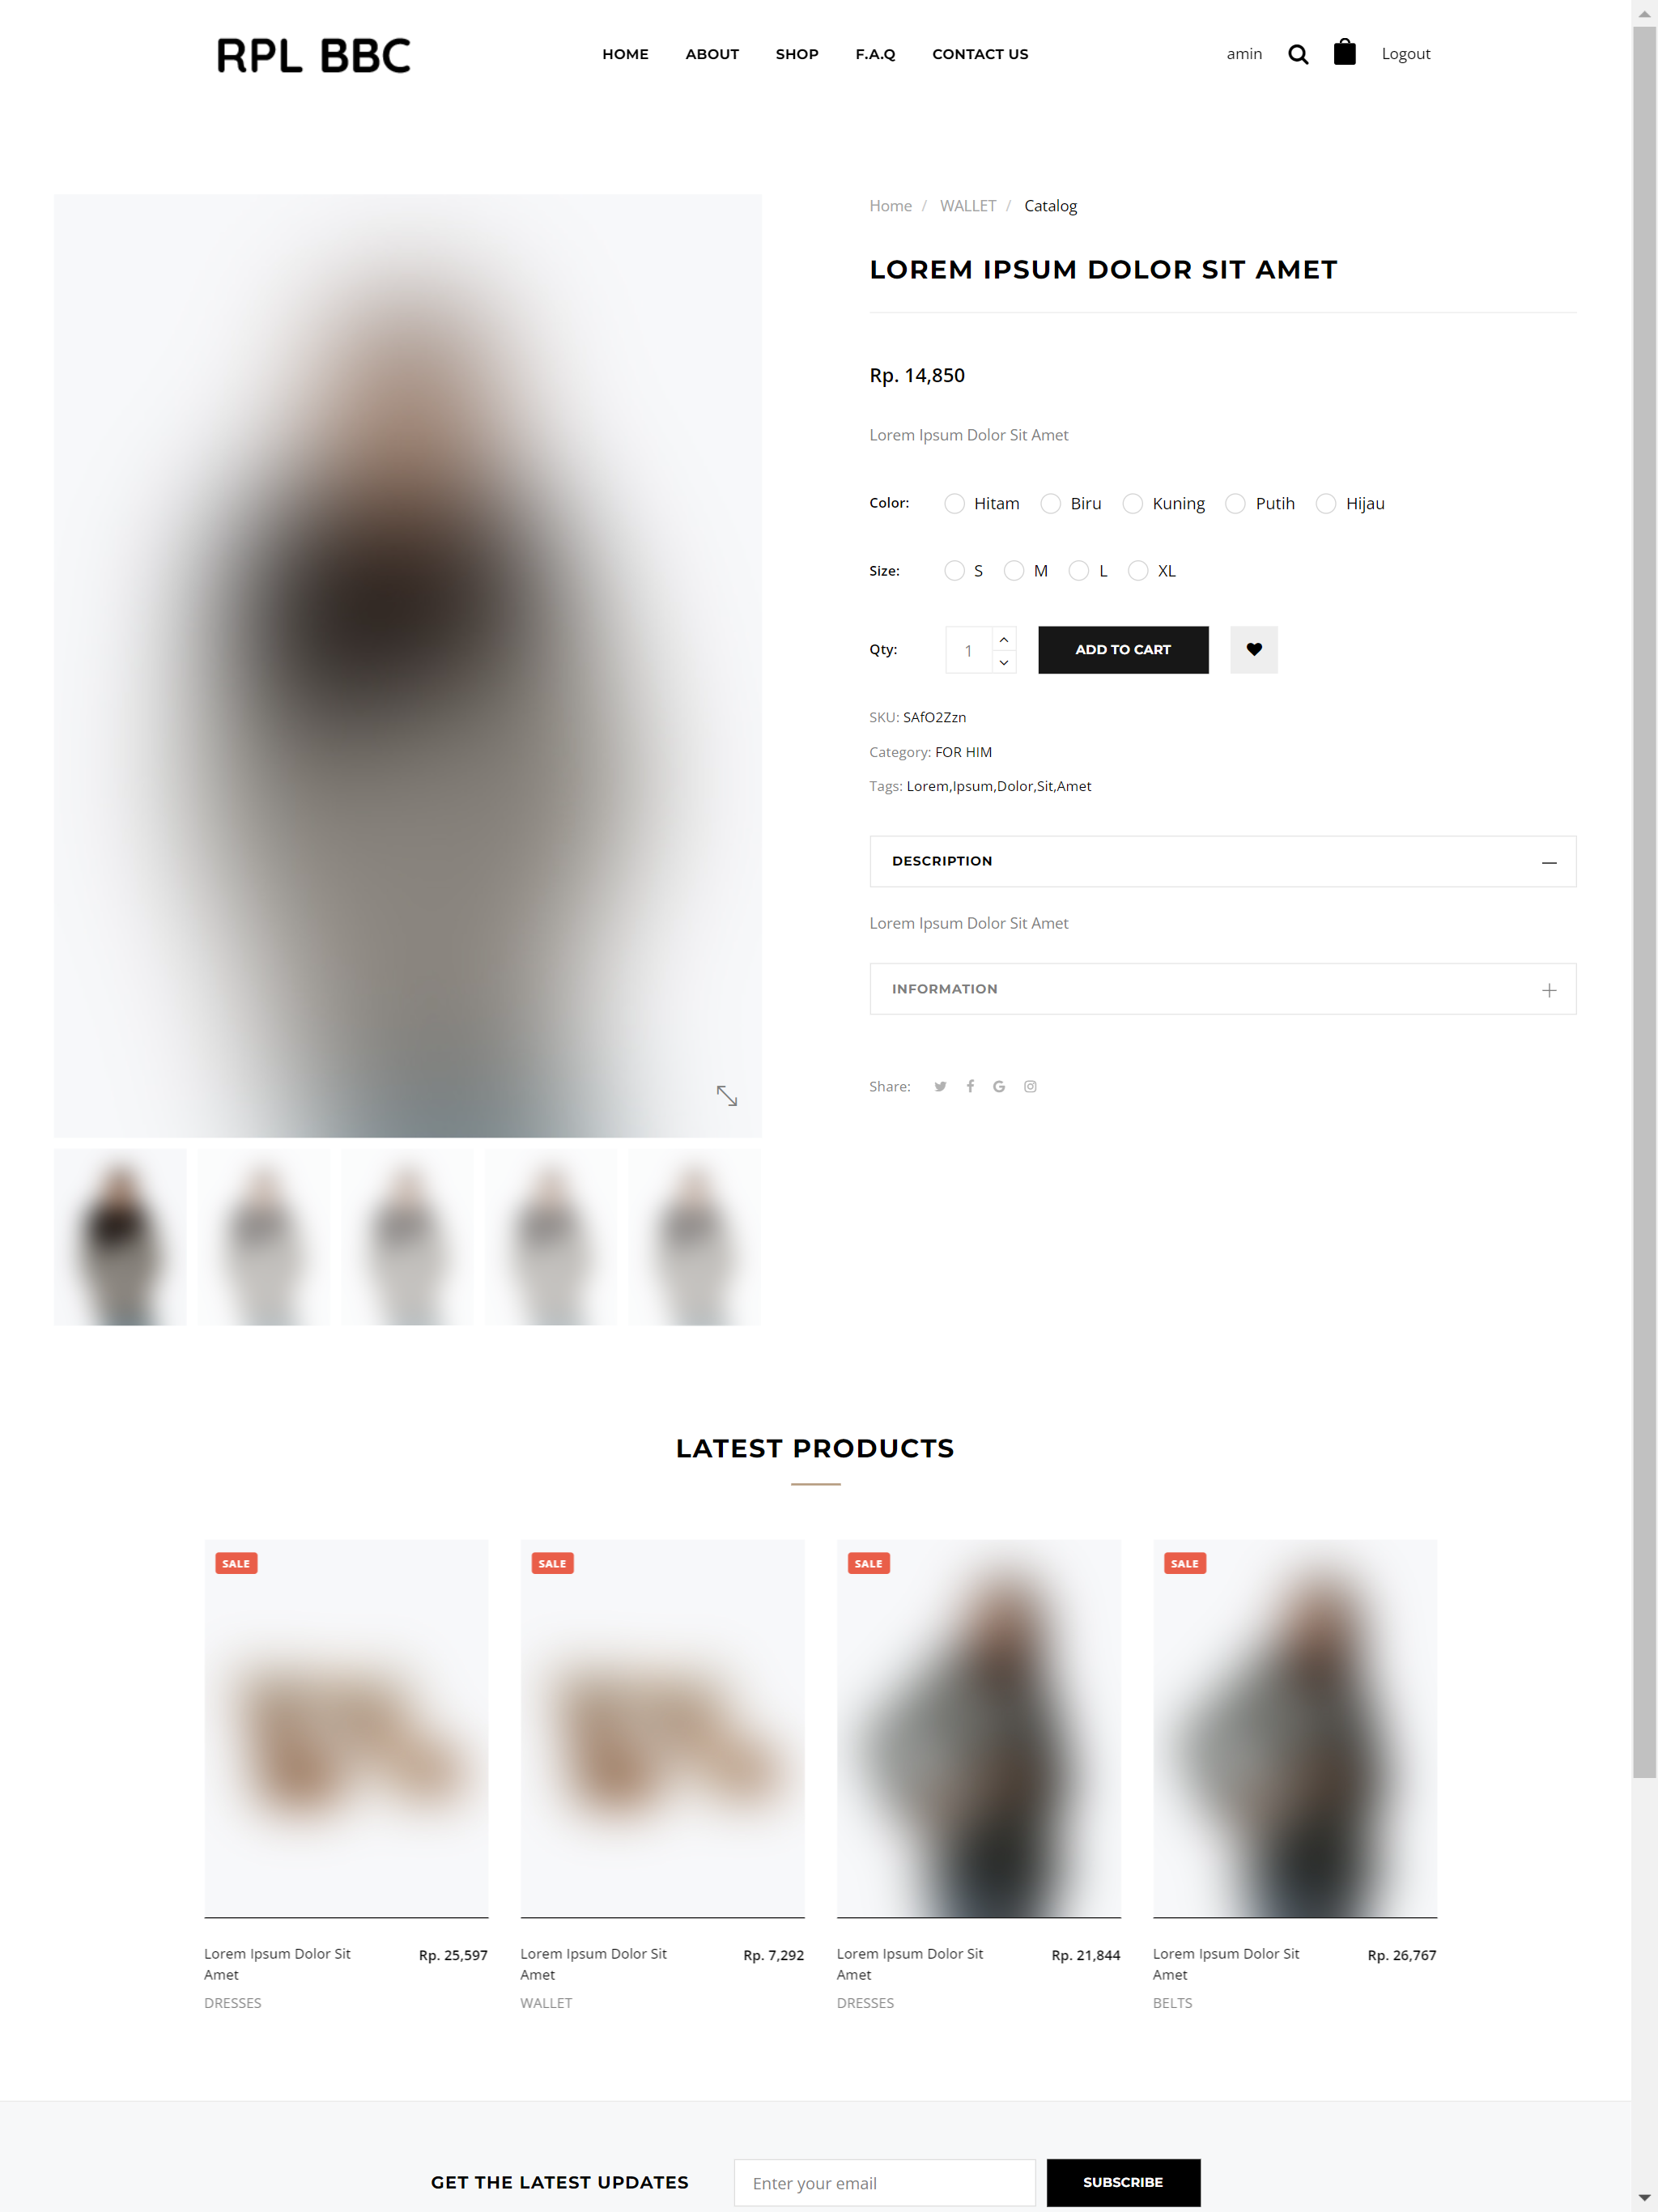 RPL BBC
HOME ABOUT SHOP F.A.Q CONTACT US
amin Logout
Home / WALLET / Catalog
LOREM IPSUM DOLOR SIT AMET
Rp. 14,850
Lorem Ipsum Dolor Sit Amet
Color: Hitam Biru Kuning Putih Hijau
Size: S M L XL
Qty: 1 ADD TO CART
SKU: SAfO2Zzn
Category: FOR HIM
Tags: Lorem,Ipsum,Dolor,Sit,Amet
DESCRIPTION
Lorem Ipsum Dolor Sit Amet
INFORMATION
Share:
LATEST PRODUCTS
SALE
Lorem Ipsum Dolor Sit
Amet
Rp. 25,597
DRESSES
SALE
Lorem Ipsum Dolor Sit
Amet
Rp. 7,292
WALLET
SALE
Lorem Ipsum Dolor Sit
Amet
Rp. 21,844
DRESSES
SALE
Lorem Ipsum Dolor Sit
Amet
Rp. 26,767
BELTS
GET THE LATEST UPDATES
Enter your email
SUBSCRIBE